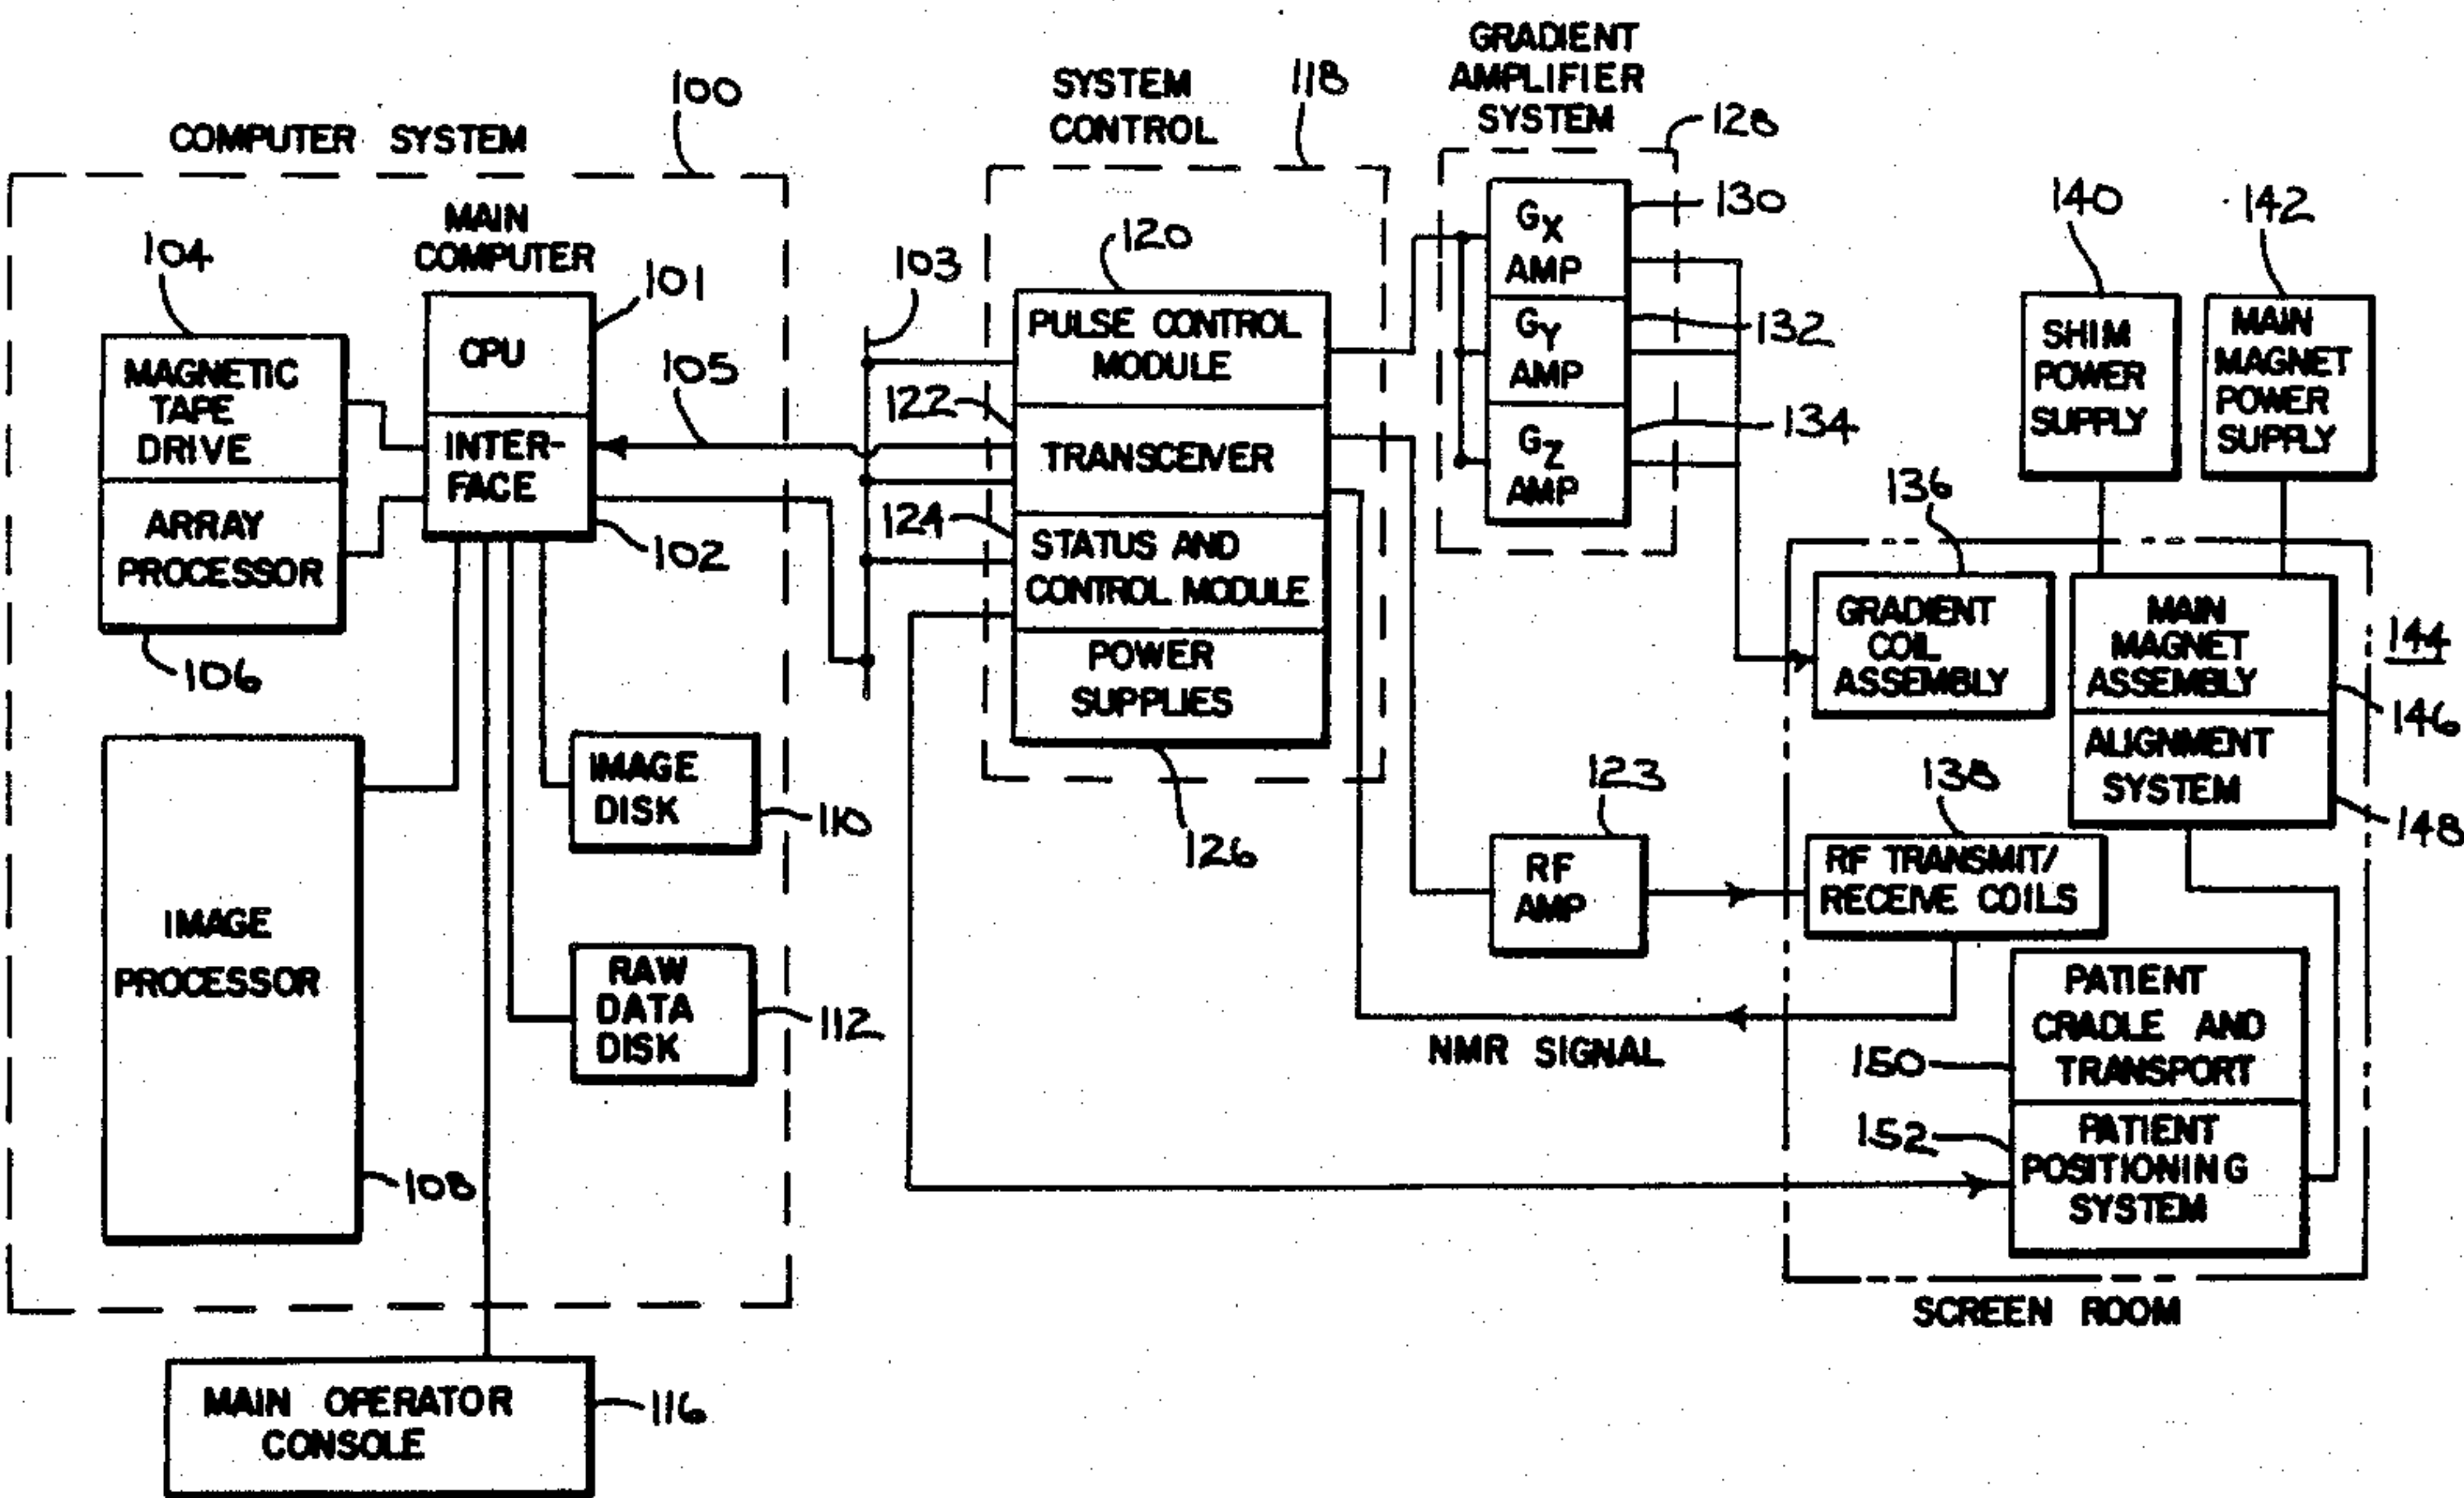 COMPUTER SYSTEM
100
MAIN
COMPUTER
104
101
CPU
MAGNETIC
TAPE
DRIVE
105
INTER-
FACE
102
ARRAY
PROCESSOR
106
IMAGE
PROCESSOR
108
IMAGE
DISK
110
RAW
DATA
DISK
112
MAIN OPERATOR
CONSOLE
116
103
SYSTEM
CONTROL
118
120
PULSE CONTROL
MODULE
122
TRANSCEIVER
124
STATUS AND
CONTROL MODULE
POWER
SUPPLIES
126
GRADIENT
AMPLIFIER
SYSTEM
128
GX
AMP
130
GY
AMP
132
GZ
AMP
134
123
RF
AMP
NMR SIGNAL
140
SHIM
POWER
SUPPLY
142
MAIN
MAGNET
POWER
SUPPLY
136
GRADIENT
COIL
ASSEMBLY
MAIN
MAGNET
ASSEMBLY
144
146
ALIGNMENT
SYSTEM
148
138
RF TRANSMIT/
RECEIVE COILS
PATIENT
CRADLE AND
TRANSPORT
150
PATIENT
POSITIONING
SYSTEM
152
SCREEN ROOM